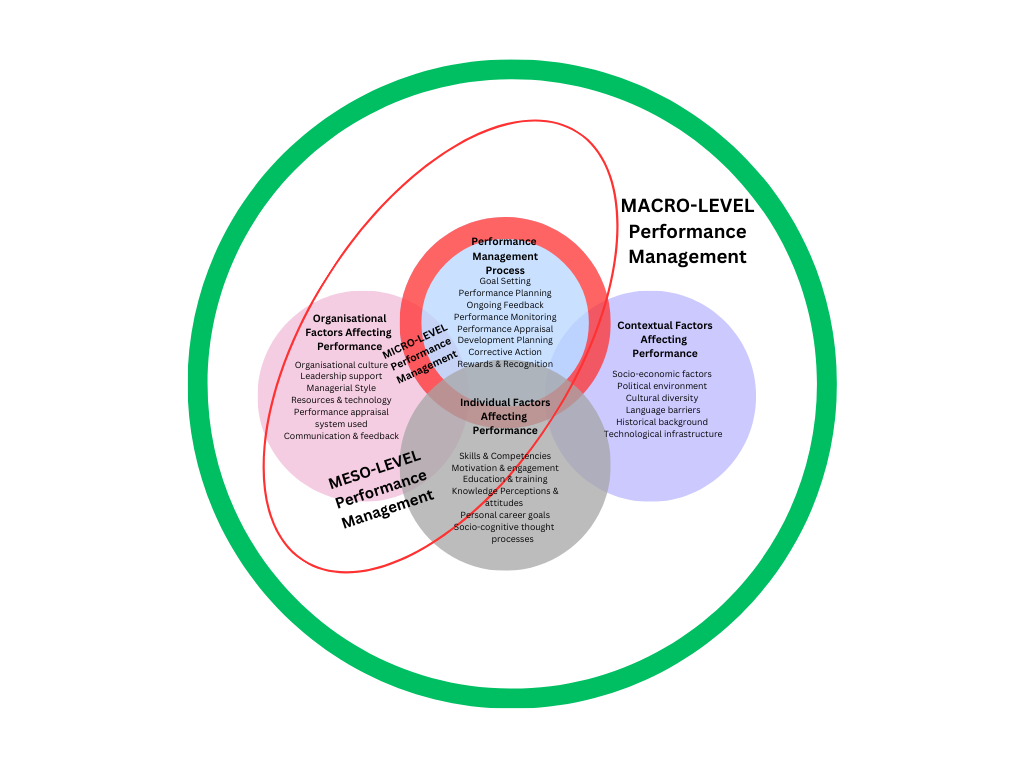 MACRO-LEVEL
Performance
Management
Performance
Management
Process
Goal Setting
Performance Planning
Ongoing Feedback
Performance Monitoring
Performance Appraisal
Development Planning
Corrective Action
Rewards & Recognition
MICRO-LEVEL
Performance
Management
Organisational
Factors Affecting
Performance
Organisational culture
Leadership support
Managerial Style
Resources & technology
Performance appraisal
system used
Communication & feedback
MESO-LEVEL
Performance
Management
Contextual Factors
Affecting
Performance
Socio-economic factors
Political environment
Cultural diversity
Language barriers
Historical background
Technological infrastructure
Individual Factors
Affecting
Performance
Skills & Competencies
Motivation & engagement
Education & training
Knowledge Perceptions &
attitudes
Personal career goals
Socio-cognitive thought
processes